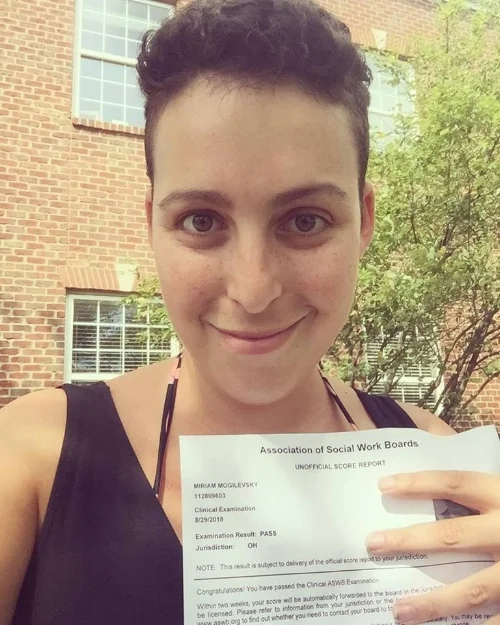 Association of Social Work Boards
UNOFFICIAL SCORE REPORT
MIRIAM MOGILEVSKY
112809603
Clinical Examination
8/29/2018
Examination Result: PASS
Jurisdiction: OH
NOTE: This result is subject to delivery of the official score report to your jurisdiction.
Congratulations! You have passed the Clinical ASWB Examination.
Within two weeks, your score will be automatically forwarded to the board in the jurisdict
be licensed. Please refer to information from your jurisdiction or the
www.aswb.org to find out whether you need to contact your board to